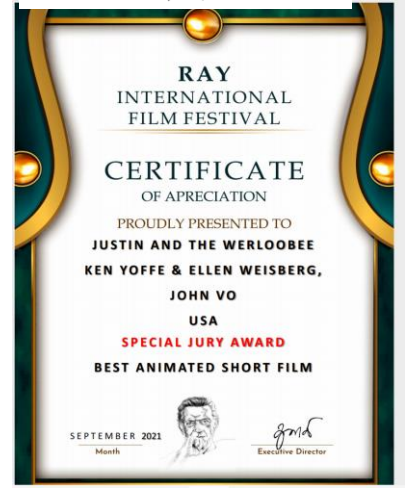 RAY
INTERNATIONAL
FILM FESTIVAL
CERTIFICATE
OF APRECIATION
PROUDLY PRESENTED TO
JUSTIN AND THE WERLOOBEE
KEN YOFFE & ELLEN WEISBERG,
JOHN VO
USA
SPECIAL JURY AWARD
BEST ANIMATED SHORT FILM
SEPTEMBER 2021
Month
Executive Director